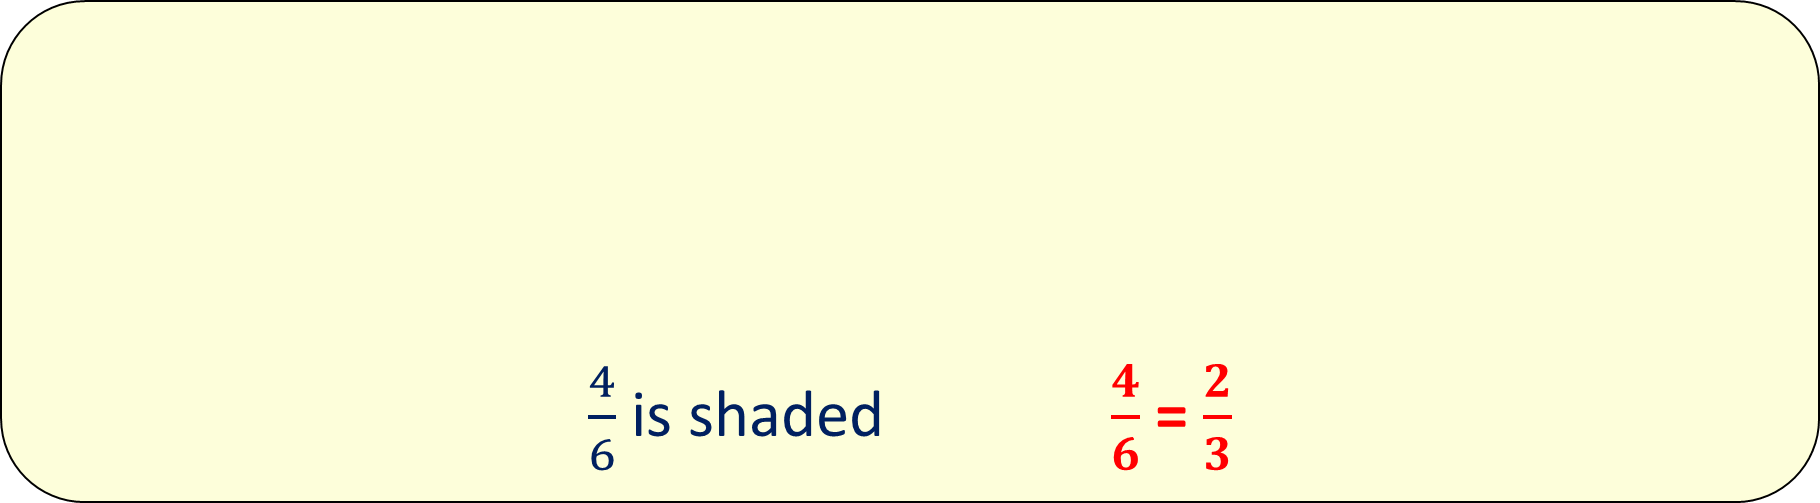 4/6 is shaded 4/6 = 2/3